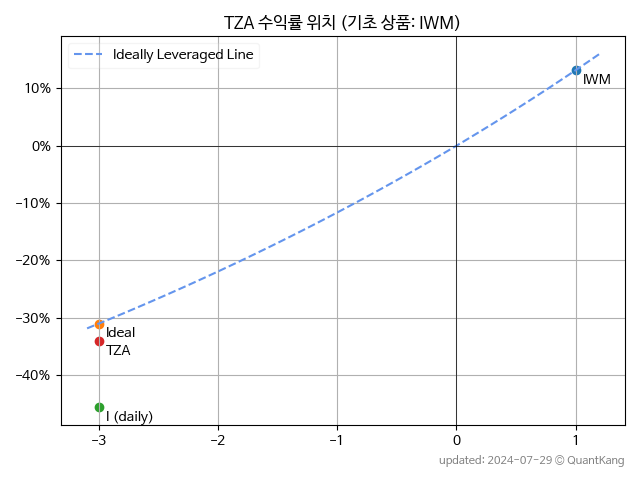 TZA 수익률 위치 (기초 상품: IWM)
Ideally Leveraged Line
10%
0%
−10%
−20%
−30%
−40%
IWM
Ideal
TZA
I (daily)
−3
−2
−1
0
1
updated: 2024-07-29 © QuantKang